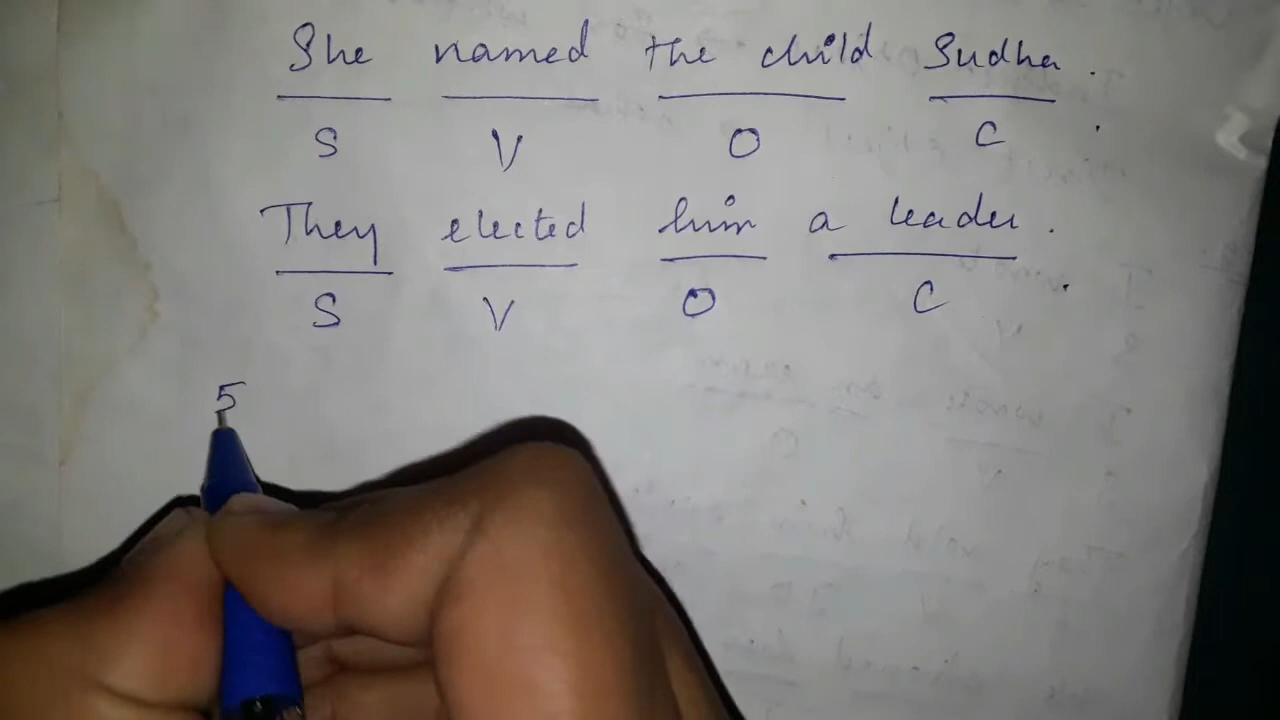 She named the child Sudha.
S V O C
They elected him a leader.
S V O C
5